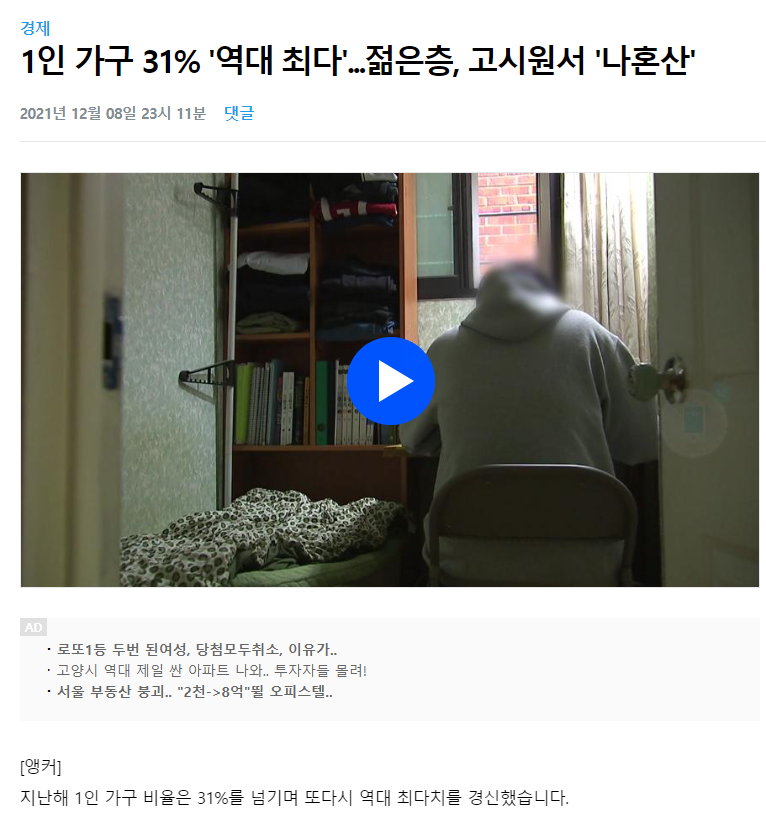 경제
1인 가구 31% '역대 최다'...젊은층, 고시원서 '나혼산'
2021년 12월 08일 23시 11분 댓글
AD
· 로또1등 두번 된여성, 당첨모두취소, 이유가..
· 고양시 역대 제일 싼 아파트 나와.. 투자자들 몰려!
· 서울 부동산 붕괴.. "2천->8억"뛸 오피스텔..
[앵커]
지난해 1인 가구 비율은 31%를 넘기며 또다시 역대 최다치를 경신했습니다.